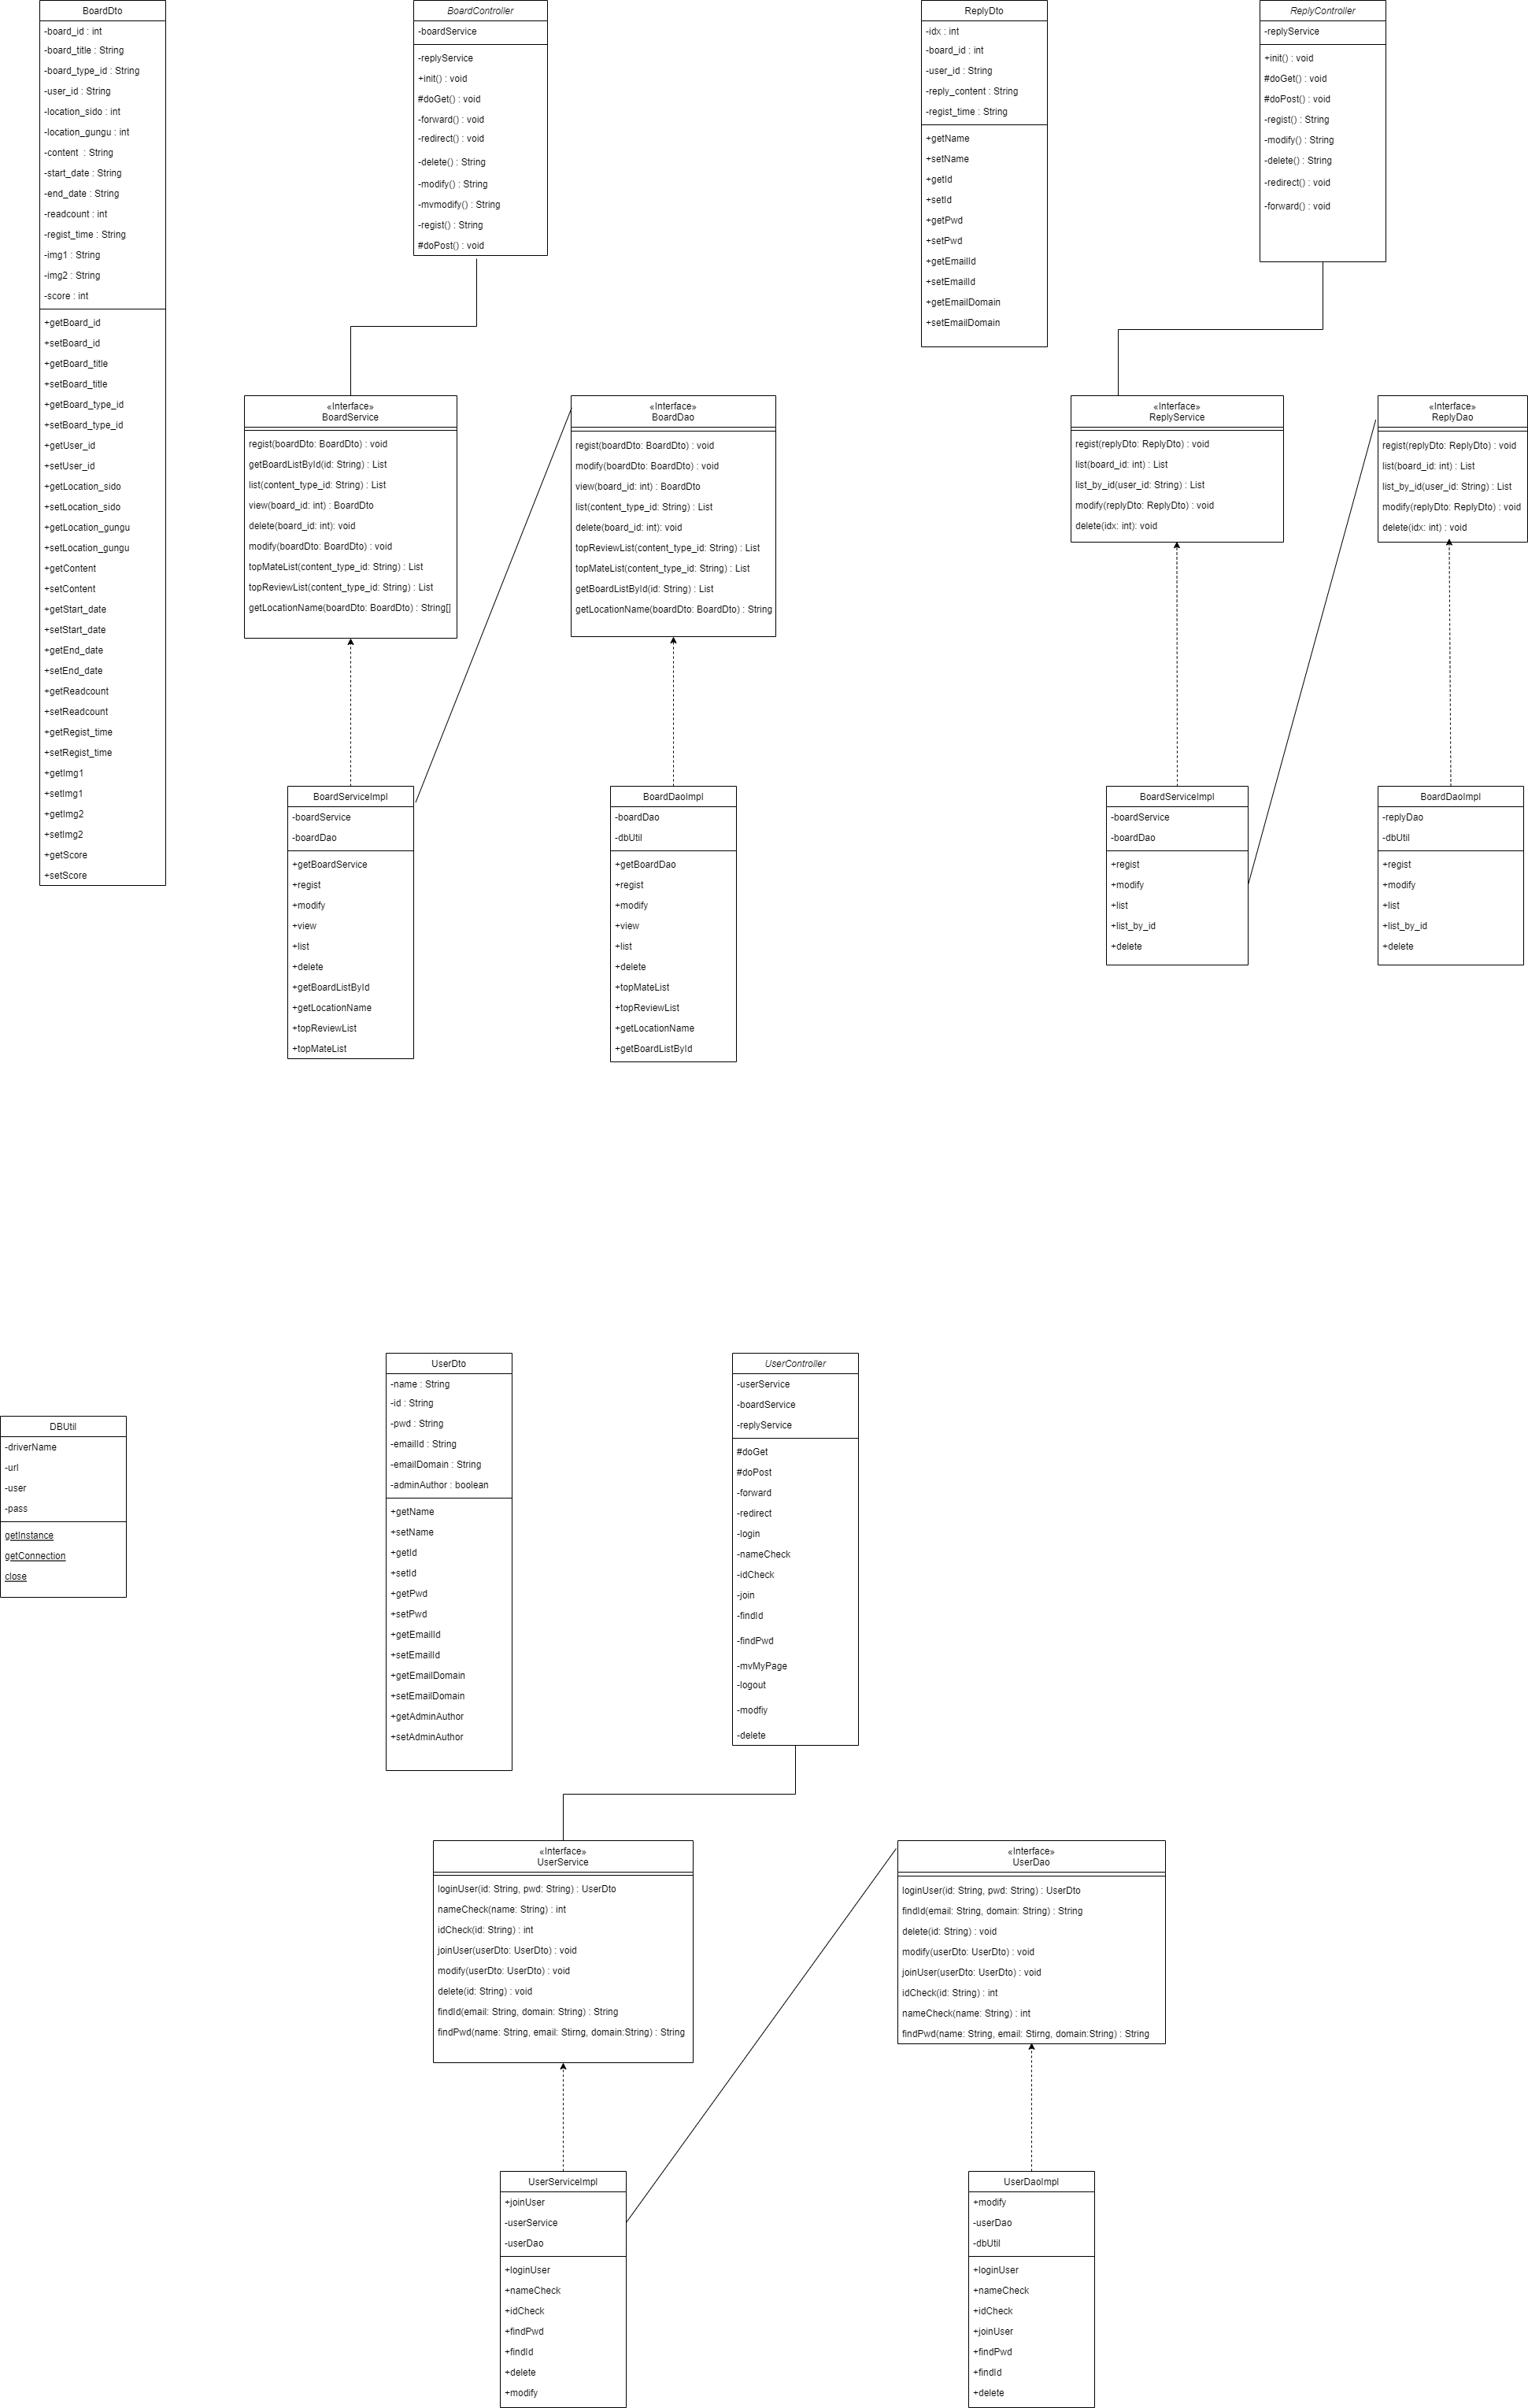 BoardDto
-board_id : int
-board_title : String
-board_type_id : String
-user_id : String
-location_sido : int
-location_gungu : int
-content  : String
-start_date : String
-end_date : String
-readcount : int
-regist_time : String
-img1 : String
-img2 : String
-score : int
+getBoard_id
+setBoard_id
+getBoard_title
+setBoard_title
+getBoard_type_id
+setBoard_type_id
+getUser_id
+setUser_id
+getLocation_sido
+setLocation_sido
+getLocation_gungu
+setLocation_gungu
+getContent
+setContent
+getStart_date
+setStart_date
+getEnd_date
+setEnd_date
+getReadcount
+setReadcount
+getRegist_time
+setRegist_time
+getImg1
+setImg1
+getImg2
+setImg2
+getScore
+setScore
BoardController
-boardService
-replyService
+init() : void
#doGet() : void
-forward() : void
-redirect() : void
-delete() : String
-modify() : String
-mvmodify() : String
-regist() : String
#doPost() : void
«Interface»
BoardService
regist(boardDto: BoardDto) : void
getBoardListById(id: String) : List
list(content_type_id: String) : List
view(board_id: int) : BoardDto
delete(board_id: int): void
modify(boardDto: BoardDto) : void
topMateList(content_type_id: String) : List
topReviewList(content_type_id: String) : List
getLocationName(boardDto: BoardDto) : String[]
«Interface»
BoardDao
regist(boardDto: BoardDto) : void
modify(boardDto: BoardDto) : void
view(board_id: int) : BoardDto
list(content_type_id: String) : List
delete(board_id: int): void
topReviewList(content_type_id: String) : List
topMateList(content_type_id: String) : List
getBoardListById(id: String) : List
getLocationName(boardDto: BoardDto) : String
BoardServiceImpl
-boardService
-boardDao
+getBoardService
+regist
+modify
+view
+list
+delete
+getBoardListById
+getLocationName
+topReviewList
+topMateList
BoardDaoImpl
-boardDao
-dbUtil
+getBoardDao
+regist
+modify
+view
+list
+delete
+topMateList
+topReviewList
+getLocationName
+getBoardListById
ReplyDto
-idx : int
-board_id : int
-user_id : String
-reply_content : String
-regist_time : String
+getName
+setName
+getId
+setId
+getPwd
+setPwd
+getEmailId
+setEmailId
+getEmailDomain
+setEmailDomain
ReplyController
-replyService
+init() : void
#doGet() : void
#doPost() : void
-regist() : String
-modify() : String
-delete() : String
-redirect() : void
-forward() : void
«Interface»
ReplyService
regist(replyDto: ReplyDto) : void
list(board_id: int) : List
list_by_id(user_id: String) : List
modify(replyDto: ReplyDto) : void
delete(idx: int): void
«Interface»
ReplyDao
regist(replyDto: ReplyDto) : void
list(board_id: int) : List
list_by_id(user_id: String) : List
modify(replyDto: ReplyDto) : void
delete(idx: int) : void
BoardServiceImpl
-boardService
-boardDao
+regist
+modify
+list
+list_by_id
+delete
BoardDaoImpl
-replyDao
-dbUtil
+regist
+modify
+list
+list_by_id
+delete
DBUtil
-driverName
-url
-user
-pass
getInstance
getConnection
close
UserDto
-name : String
-id : String
-pwd : String
-emailId : String
-emailDomain : String
-adminAuthor : boolean
+getName
+setName
+getId
+setId
+getPwd
+setPwd
+getEmailId
+setEmailId
+getEmailDomain
+setEmailDomain
+getAdminAuthor
+setAdminAuthor
UserController
-userService
-boardService
-replyService
#doGet
#doPost
-forward
-redirect
-login
-nameCheck
-idCheck
-join
-findId
-findPwd
-mvMyPage
-logout
-modfiy
-delete
«Interface»
UserService
loginUser(id: String, pwd: String) : UserDto
nameCheck(name: String) : int
idCheck(id: String) : int
joinUser(userDto: UserDto) : void
modify(userDto: UserDto) : void
delete(id: String) : void
findId(email: String, domain: String) : String
findPwd(name: String, email: Stirng, domain:String) : String
«Interface»
UserDao
loginUser(id: String, pwd: String) : UserDto
findId(email: String, domain: String) : String
delete(id: String) : void
modify(userDto: UserDto) : void
joinUser(userDto: UserDto) : void
idCheck(id: String) : int
nameCheck(name: String) : int
findPwd(name: String, email: Stirng, domain:String) : String
UserServiceImpl
+joinUser
-userService
-userDao
+loginUser
+nameCheck
+idCheck
+findPwd
+findId
+delete
+modify
UserDaoImpl
+modify
-userDao
-dbUtil
+loginUser
+nameCheck
+idCheck
+joinUser
+findPwd
+findId
+delete